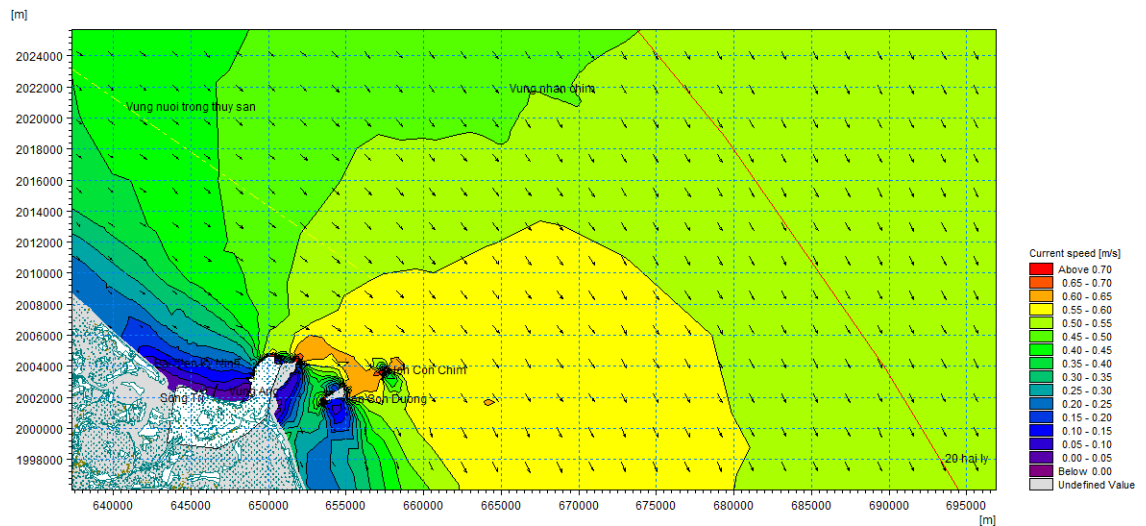 [m]
2024000
2022000
2020000
2018000
2016000
2014000
2012000
2010000
2008000
2006000
2004000
2002000
2000000
1998000
Vung nuoi trong thuy san
Vung nhan chim
Con Chim
Son Duong
20 hai ly
640000 645000 650000 655000 660000 665000 670000 675000 680000 685000 690000 695000
[m]
Current speed [m/s]
Above 0.70
0.65 - 0.70
0.60 - 0.65
0.55 - 0.60
0.50 - 0.55
0.45 - 0.50
0.40 - 0.45
0.35 - 0.40
0.30 - 0.35
0.25 - 0.30
0.20 - 0.25
0.15 - 0.20
0.10 - 0.15
0.05 - 0.10
0.00 - 0.05
Below 0.00
Undefined Value